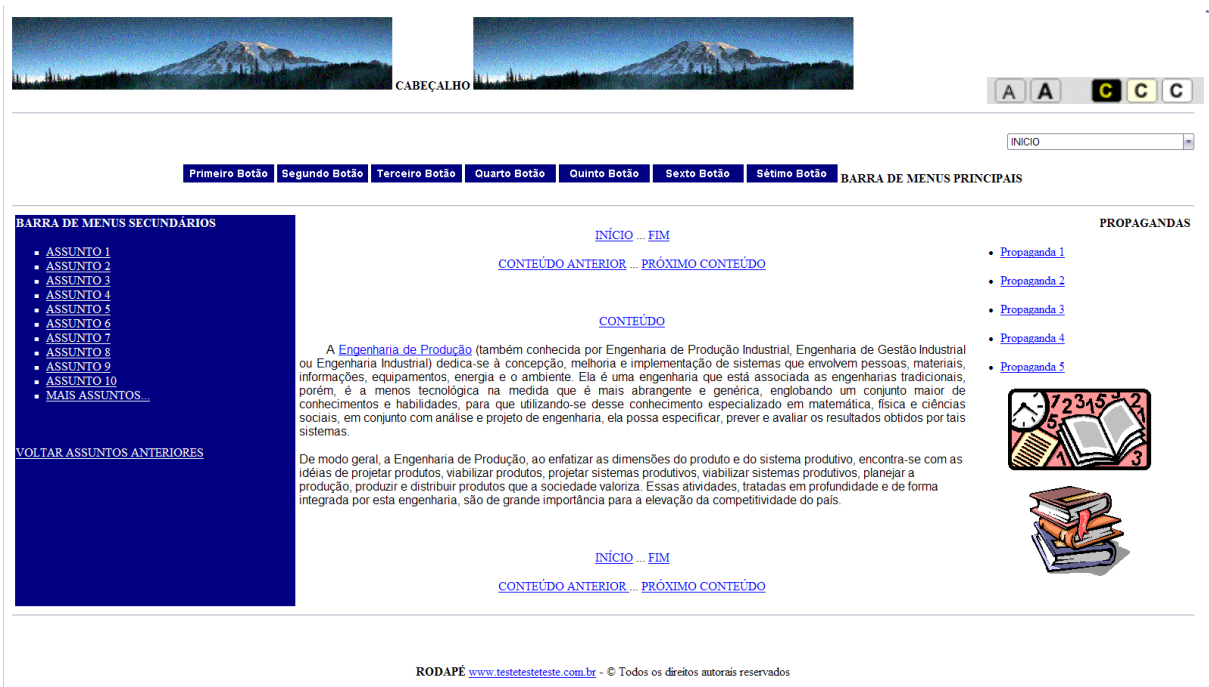 CABEÇALHO
A A C C C
INICIO
Primeiro Botão Segundo Botão Terceiro Botão Quarto Botão Quinto Botão Sexto Botão Sétimo Botão BARRA DE MENUS PRINCIPAIS
BARRA DE MENUS SECUNDÁRIOS
ASSUNTO 1
ASSUNTO 2
ASSUNTO 3
ASSUNTO 4
ASSUNTO 5
ASSUNTO 6
ASSUNTO 7
ASSUNTO 8
ASSUNTO 9
ASSUNTO 10
MAIS ASSUNTOS...
VOLTAR ASSUNTOS ANTERIORES
INÍCIO ... FIM
CONTEÚDO ANTERIOR ... PRÓXIMO CONTEÚDO
CONTEÚDO
A Engenharia de Produção (também conhecida por Engenharia de Produção Industrial, Engenharia de Gestão Industrial
ou Engenharia Industrial) dedica-se à concepção, melhoria e implementação de sistemas que envolvem pessoas, materiais,
informações, equipamentos, energia e o ambiente. Ela é uma engenharia que está associada as engenharias tradicionais,
porém, é a menos tecnológica na medida que é mais abrangente e genérica, englobando um conjunto maior de
conhecimentos e habilidades, para que utilizando-se desse conhecimento especializado em matemática, física e ciências
sociais, em conjunto com análise e projeto de engenharia, ela possa especificar, prever e avaliar os resultados obtidos por tais
sistemas.
De modo geral, a Engenharia de Produção, ao enfatizar as dimensões do produto e do sistema produtivo, encontra-se com as
idéias de projetar produtos, viabilizar produtos, projetar sistemas produtivos, viabilizar sistemas produtivos, planejar a
produção, produzir e distribuir produtos que a sociedade valoriza. Essas atividades, tratadas em profundidade e de forma
integrada por esta engenharia, são de grande importância para a elevação da competitividade do país.
INÍCIO ... FIM
CONTEÚDO ANTERIOR ... PRÓXIMO CONTEÚDO
PROPAGANDAS
Propaganda 1
Propaganda 2
Propaganda 3
Propaganda 4
Propaganda 5
RODAPÉ www.testetesteteste.com.br - © Todos os direitos autorais reservados